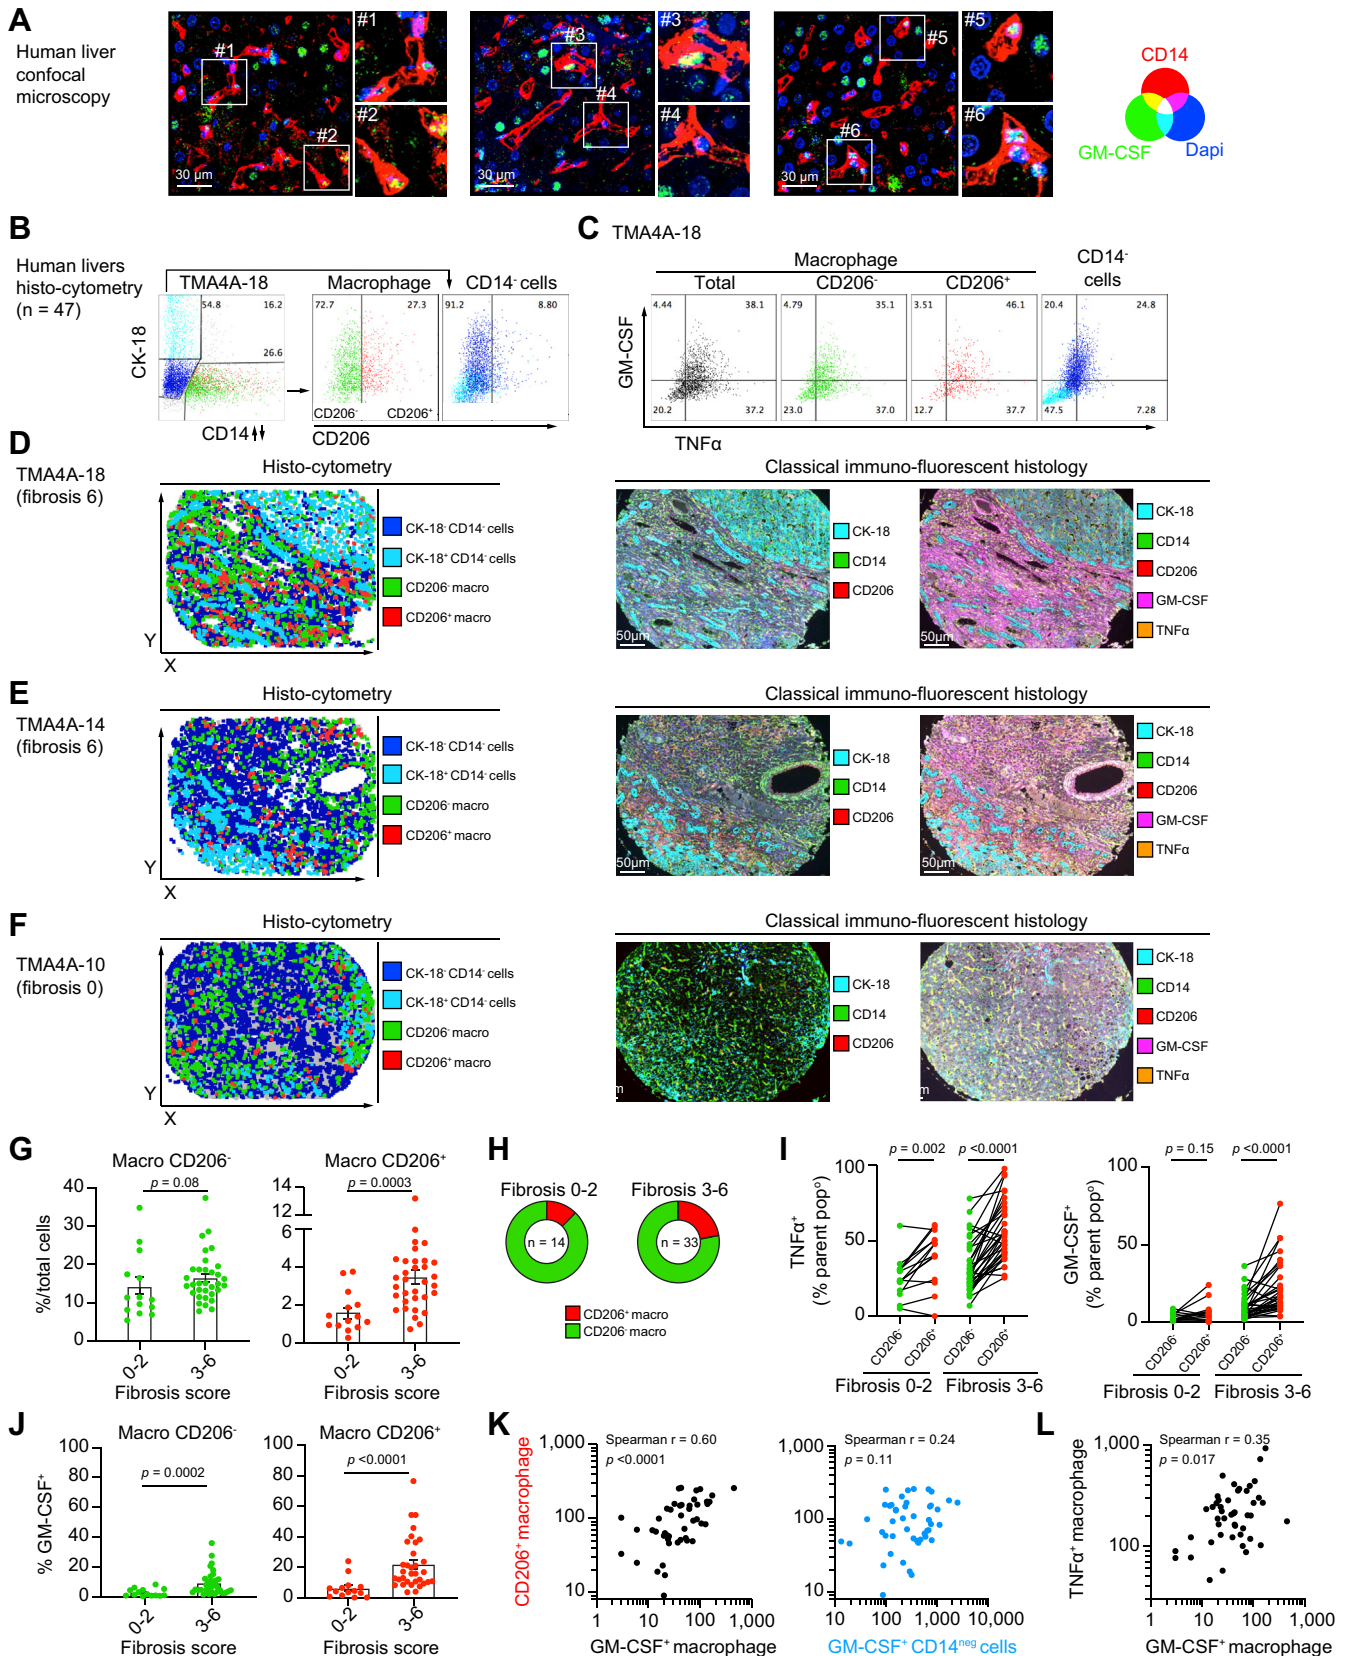 A
Human liver
confocal
microscopy
#1
#2
30 µm
#1
#2
#3
#4
30 µm
#3
#4
#5
#6
30 µm
#5
#6
CD14
GM-CSF
Dapi
B
Human livers
histo-cytometry
(n = 47)
TMA4A-18
Macrophage
CD14- cells
CK-18
54.8
16.2
26.6
72.7
27.3
91.2
8.80
CD206-
CD206+
CD14
CD206
C
TMA4A-18
Macrophage
CD14-
cells
Total
CD206-
CD206+
GM-CSF
4.44
38.1
20.2
37.2
4.79
35.1
23.0
37.0
3.51
46.1
12.7
37.7
20.4
24.8
47.5
7.28
TNFα
D
TMA4A-18
(fibrosis 6)
Histo-cytometry
Y
X
CK-18- CD14- cells
CK-18+ CD14- cells
CD206- macro
CD206+ macro
Classical immuno-fluorescent histology
50µm
CK-18
CD14
CD206
50µm
CK-18
CD14
CD206
GM-CSF
TNFα
E
TMA4A-14
(fibrosis 6)
Histo-cytometry
Y
X
CK-18- CD14- cells
CK-18+ CD14- cells
CD206- macro
CD206+ macro
Classical immuno-fluorescent histology
50µm
CK-18
CD14
CD206
50µm
CK-18
CD14
CD206
GM-CSF
TNFα
F
TMA4A-10
(fibrosis 0)
Histo-cytometry
Y
X
CK-18- CD14- cells
CK-18+ CD14- cells
CD206- macro
CD206+ macro
Classical immuno-fluorescent histology
m
CK-18
CD14
CD206
m
CK-18
CD14
CD206
GM-CSF
TNFα
G
Macro CD206-
p = 0.08
%/total cells
40
30
20
10
0
0-2
3-6
Fibrosis score
Macro CD206+
p = 0.0003
14
12
6
4
2
0
0-2
3-6
Fibrosis score
H
Fibrosis 0-2
Fibrosis 3-6
n = 14
n = 33
CD206+ macro
CD206- macro
I
p = 0.002
p <0.0001
TNFα+
(% parent pop°)
100
50
0
CD206-
CD206+
CD206-
CD206+
Fibrosis 0-2
Fibrosis 3-6
p = 0.15
p <0.0001
GM-CSF+
(% parent pop°)
100
50
0
CD206-
CD206+
CD206-
CD206+
Fibrosis 0-2
Fibrosis 3-6
J
Macro CD206-
p = 0.0002
% GM-CSF+
100
80
60
40
20
0
0-2
3-6
Fibrosis score
Macro CD206+
p <0.0001
100
80
60
40
20
0
0-2
3-6
Fibrosis score
K
CD206+ macrophage
1,000
100
10
Spearman r = 0.60
p <0.0001
1
10
100
1,000
GM-CSF+ macrophage
1,000
100
10
Spearman r = 0.24
p = 0.11
10
100
1,000
10,000
GM-CSF+ CD14neg cells
L
TNFα+ macrophage
1,000
100
Spearman r = 0.35
p = 0.017
1
10
100
1,000
GM-CSF+ macrophage